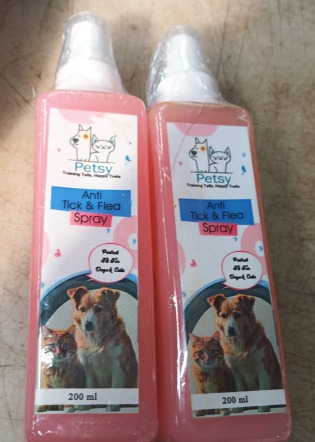 Petsy
Training Tails, Happy Trails
Anti
Tick & Flea
Spray
Perfect
Fit For
Dogs & Cats
200 ml
Petsy
Training Tails, Happy Trails
Anti
Tick & Flea
Spray
Perfect
Fit For
Dogs & Cats
200 ml